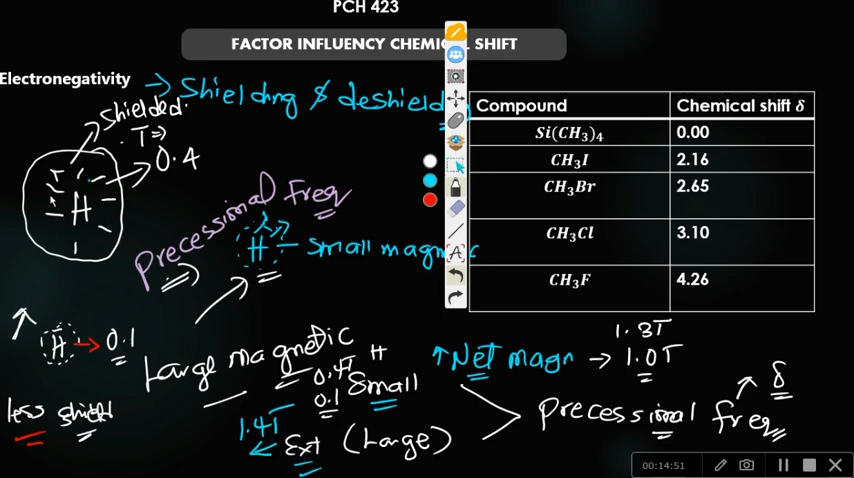 PCH 423
FACTOR INFLUENCY CHEMICAL SHIFT
Electronegativity → Shielding & deshielding
Shielded.
T ⇒
0.4
H
Precessional freq
H – small magnetic
H → 0.1
less shield
Large magnetic
0.4T H
0.1 Small
1.4T
Ext (Large)
↑ Net magn → 1.0T
1.3T
Precessional freq
δ
Compound Chemical shift δ
Si(CH₃)₄ 0.00
CH₃I 2.16
CH₃Br 2.65
CH₃Cl 3.10
CH₃F 4.26
A
00:14:51